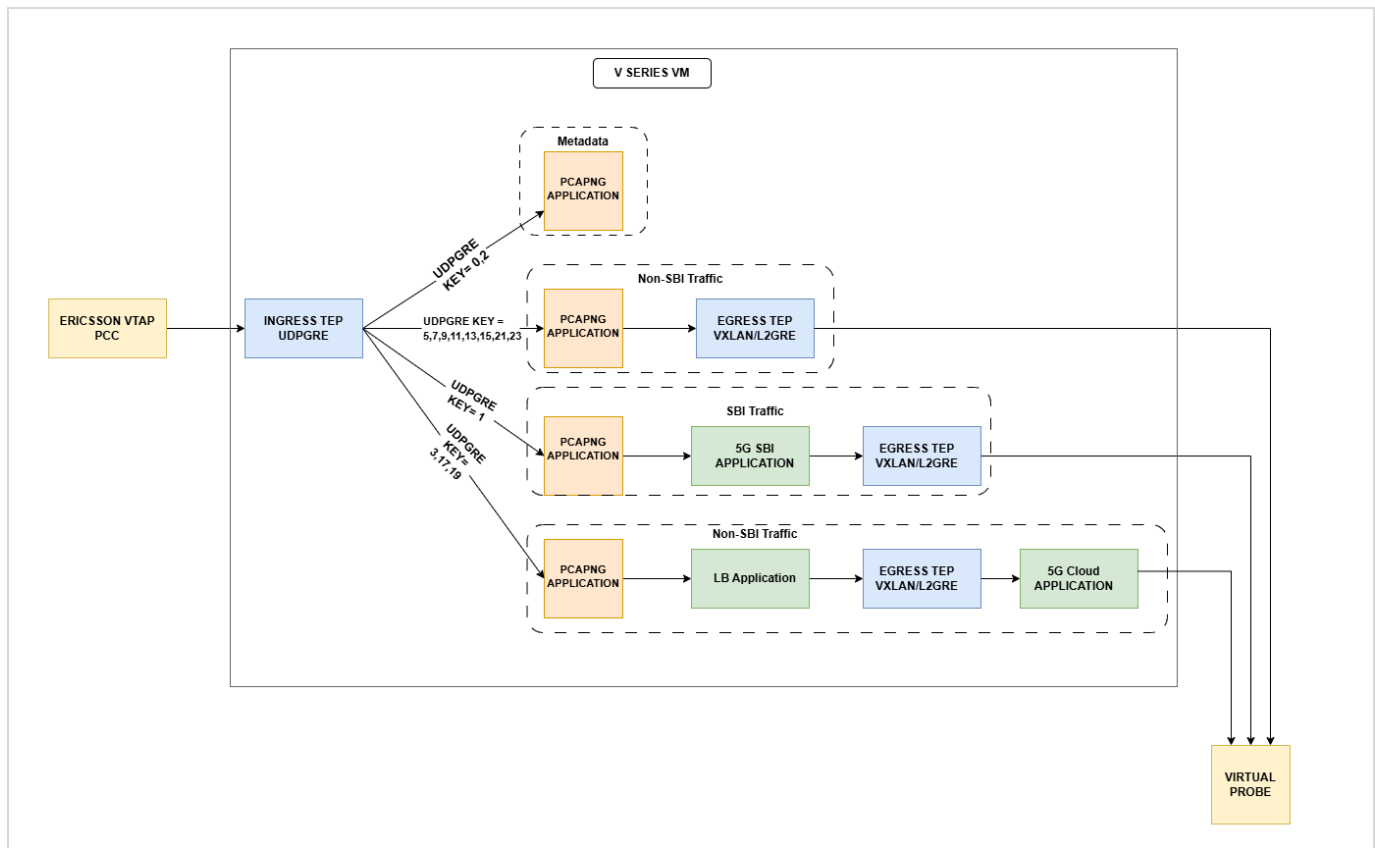 V SERIES VM
Metadata
PCAPNG
APPLICATION
UDPGRE
KEY= 0,2
Non-SBI Traffic
ERICSSON VTAP
PCC
INGRESS TEP
UDPGRE
UDPGRE KEY =
5,7,9,11,13,15,21,23
PCAPNG
APPLICATION
EGRESS TEP
VXLAN/L2GRE
UDPGRE
KEY= 1
SBI Traffic
PCAPNG
APPLICATION
5G SBI
APPLICATION
EGRESS TEP
VXLAN/L2GRE
UDPGRE
KEY=
3,17,19
Non-SBI Traffic
PCAPNG
APPLICATION
LB Application
EGRESS TEP
VXLAN/L2GRE
5G Cloud
APPLICATION
VIRTUAL
PROBE